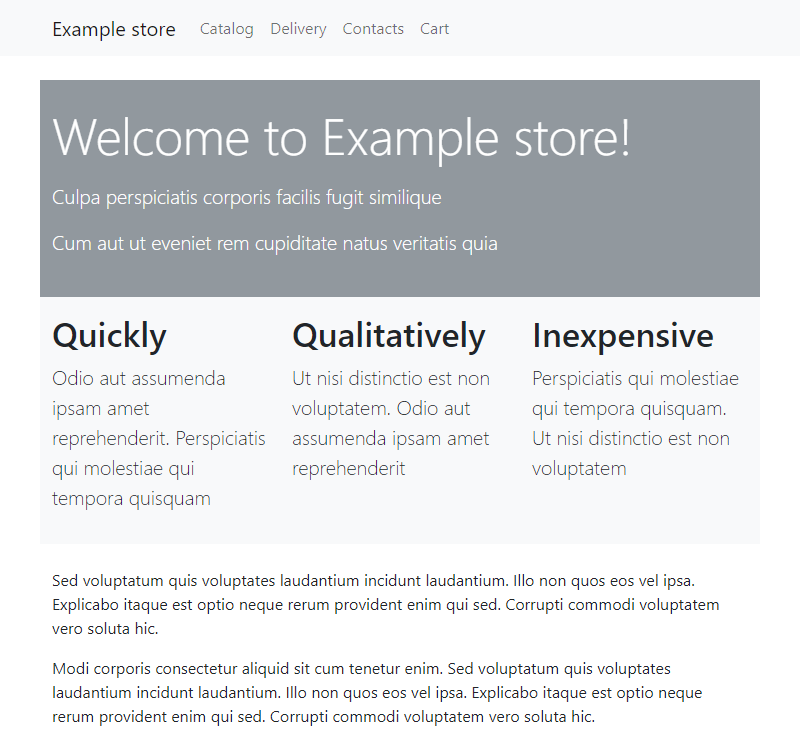 Example store Catalog Delivery Contacts Cart
Welcome to Example store!
Culpa perspiciatis corporis facilis fugit similique
Cum aut ut eveniet rem cupiditate natus veritatis quia
Quickly
Odio aut assumenda
ipsam amet
reprehenderit. Perspiciatis
qui molestiae qui
tempora quisquam
Qualitatively
Ut nisi distinctio est non
voluptatem. Odio aut
assumenda ipsam amet
reprehenderit
Inexpensive
Perspiciatis qui molestiae
qui tempora quisquam.
Ut nisi distinctio est non
voluptatem
Sed voluptatum quis voluptates laudantium incidunt laudantium. Illo non quos eos vel ipsa.
Explicabo itaque est optio neque rerum provident enim qui sed. Corrupti commodi voluptatem
vero soluta hic.
Modi corporis consectetur aliquid sit cum tenetur enim. Sed voluptatum quis voluptates
laudantium incidunt laudantium. Illo non quos eos vel ipsa. Explicabo itaque est optio neque
rerum provident enim qui sed. Corrupti commodi voluptatem vero soluta hic.